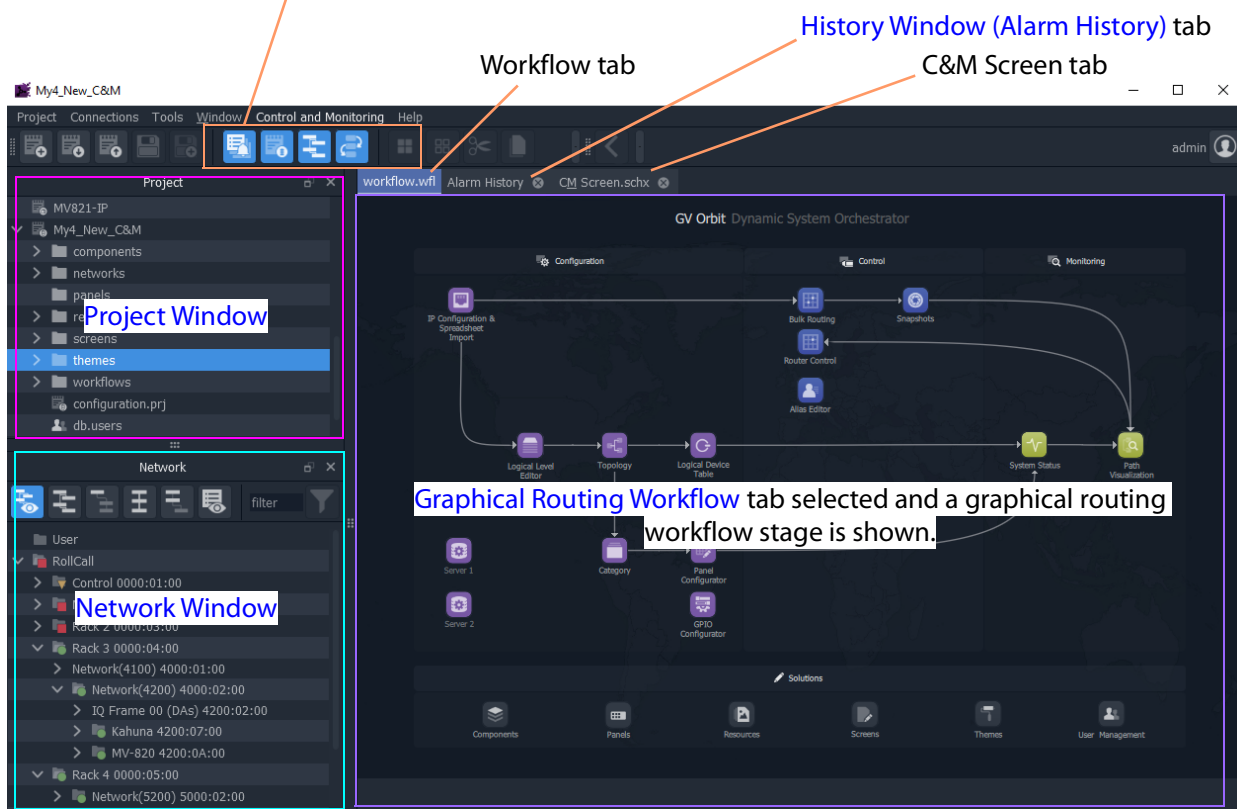 History Window (Alarm History) tab
Workflow tab
C&M Screen tab
My4_New_C&M
Project Connections Tools Window Control and Monitoring Help
admin
Project
workflow.wfl
Alarm History
CM Screen.schx
MV821-IP
My4_New_C&M
components
networks
panels
re
screens
themes
workflows
configuration.prj
db.users
Project Window
Network
filter
User
RollCall
Control 0000:01:00
Rack 2 0000:03:00
Rack 3 0000:04:00
Network(4100) 4000:01:00
Network(4200) 4000:02:00
IQ Frame 00 (DAs) 4200:02:00
Kahuna 4200:07:00
MV-820 4200:0A:00
Rack 4 0000:05:00
Network(5200) 5000:02:00
Network Window
GV Orbit Dynamic System Orchestrator
Configuration
Control
Monitoring
IP Configuration &
Spreadsheet
Import
Bulk Routing
Snapshots
Router Control
Alias Editor
Logical Level
Editor
Topology
Logical Device
Table
System Status
Path
Visualization
Graphical Routing Workflow tab selected and a graphical routing
workflow stage is shown.
Server 1
Category
Panel
Configurator
Server 2
GPIO
Configurator
Solutions
Components
Panels
Resources
Screens
Themes
User Management